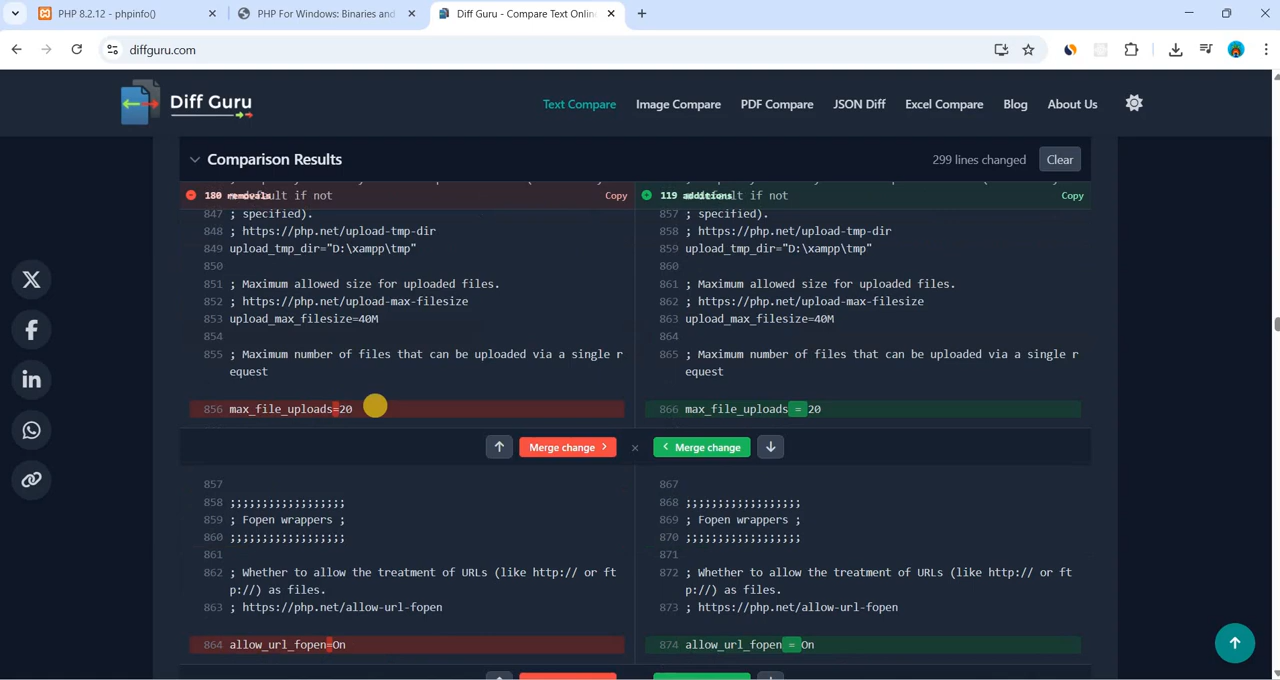 PHP 8.2.12 - phpinfo()
PHP For Windows: Binaries and
Diff Guru - Compare Text Online
diffguru.com
Diff Guru
Text Compare
Image Compare
PDF Compare
JSON Diff
Excel Compare
Blog
About Us
Comparison Results
299 lines changed
Clear
180 removals
default if not
Copy
119 additions
default if not
Copy
847 ; specified).
848 ; https://php.net/upload-tmp-dir
849 upload_tmp_dir="D:\xampp\tmp"
850
851 ; Maximum allowed size for uploaded files.
852 ; https://php.net/upload-max-filesize
853 upload_max_filesize=40M
854
855 ; Maximum number of files that can be uploaded via a single r
equest
856 max_file_uploads=20
857 ; specified).
858 ; https://php.net/upload-tmp-dir
859 upload_tmp_dir="D:\xampp\tmp"
860
861 ; Maximum allowed size for uploaded files.
862 ; https://php.net/upload-max-filesize
863 upload_max_filesize=40M
864
865 ; Maximum number of files that can be uploaded via a single r
equest
866 max_file_uploads = 20
Merge change
Merge change
857
858 ;;;;;;;;;;;;;;;;;;
859 ; Fopen wrappers ;
860 ;;;;;;;;;;;;;;;;;;
861
862 ; Whether to allow the treatment of URLs (like http:// or ft
p://) as files.
863 ; https://php.net/allow-url-fopen
864 allow_url_fopen=On
867
868 ;;;;;;;;;;;;;;;;;;
869 ; Fopen wrappers ;
870 ;;;;;;;;;;;;;;;;;;
871
872 ; Whether to allow the treatment of URLs (like http:// or ft
p://) as files.
873 ; https://php.net/allow-url-fopen
874 allow_url_fopen = On